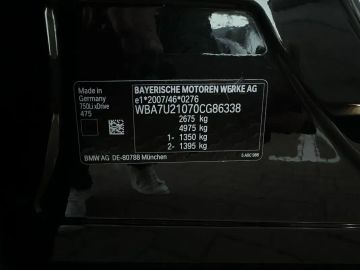 Made in
Germany
750Li xDrive
475
BAYERISCHE MOTOREN WERKE AG
e1*2007/46*0276
WBA7U21070CG86338
2675 kg
4975 kg
1- 1350 kg
2- 1395 kg
BMW AG DE-80788 München